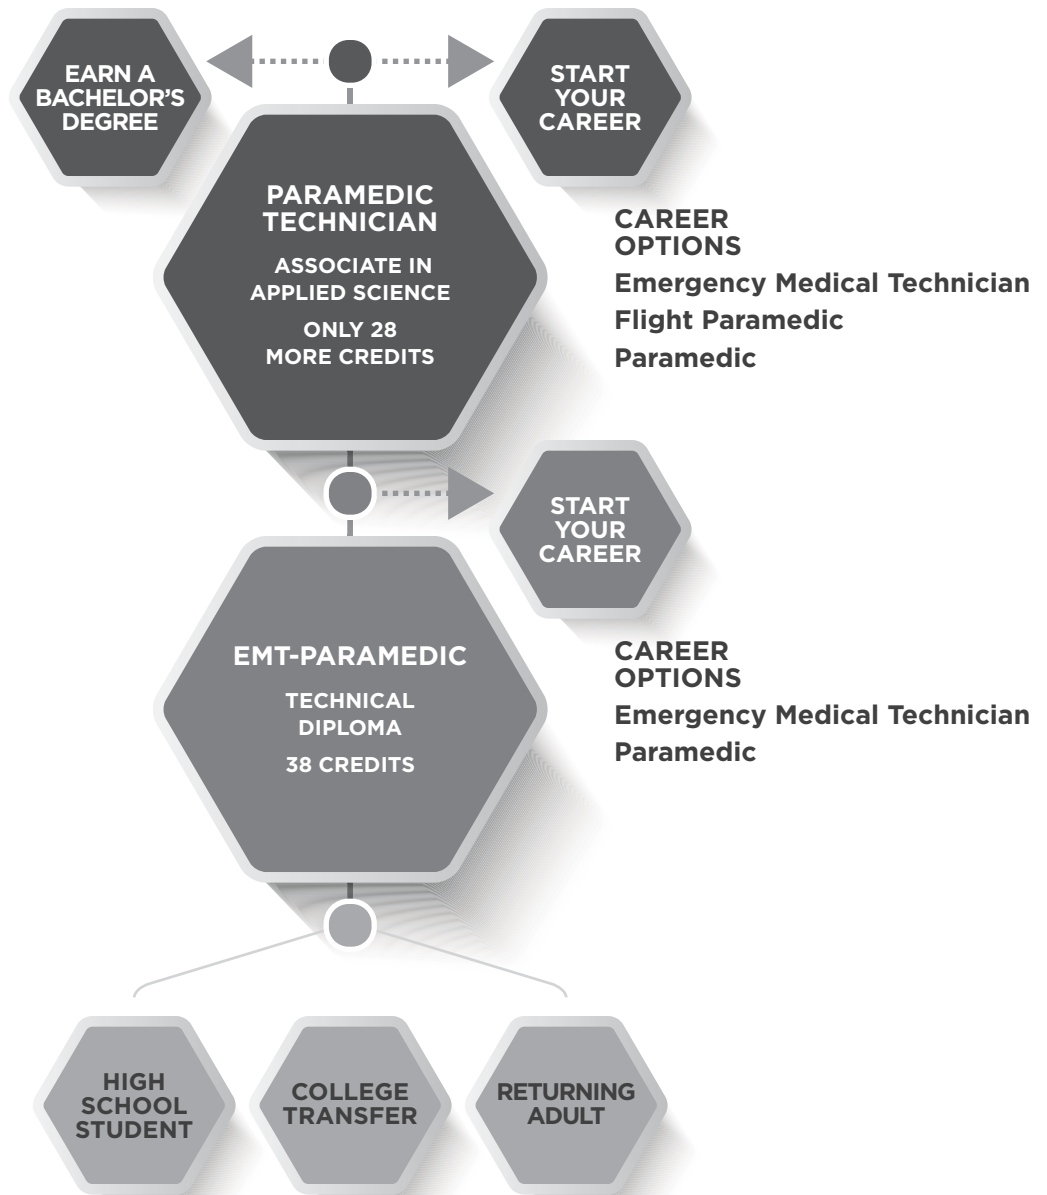 EARN A
BACHELOR'S
DEGREE
START
YOUR
CAREER
PARAMEDIC
TECHNICIAN
ASSOCIATE IN
APPLIED SCIENCE
ONLY 28
MORE CREDITS
CAREER
OPTIONS
Emergency Medical Technician
Flight Paramedic
Paramedic
START
YOUR
CAREER
EMT-PARAMEDIC
TECHNICAL
DIPLOMA
38 CREDITS
CAREER
OPTIONS
Emergency Medical Technician
Paramedic
HIGH
SCHOOL
STUDENT
COLLEGE
TRANSFER
RETURNING
ADULT